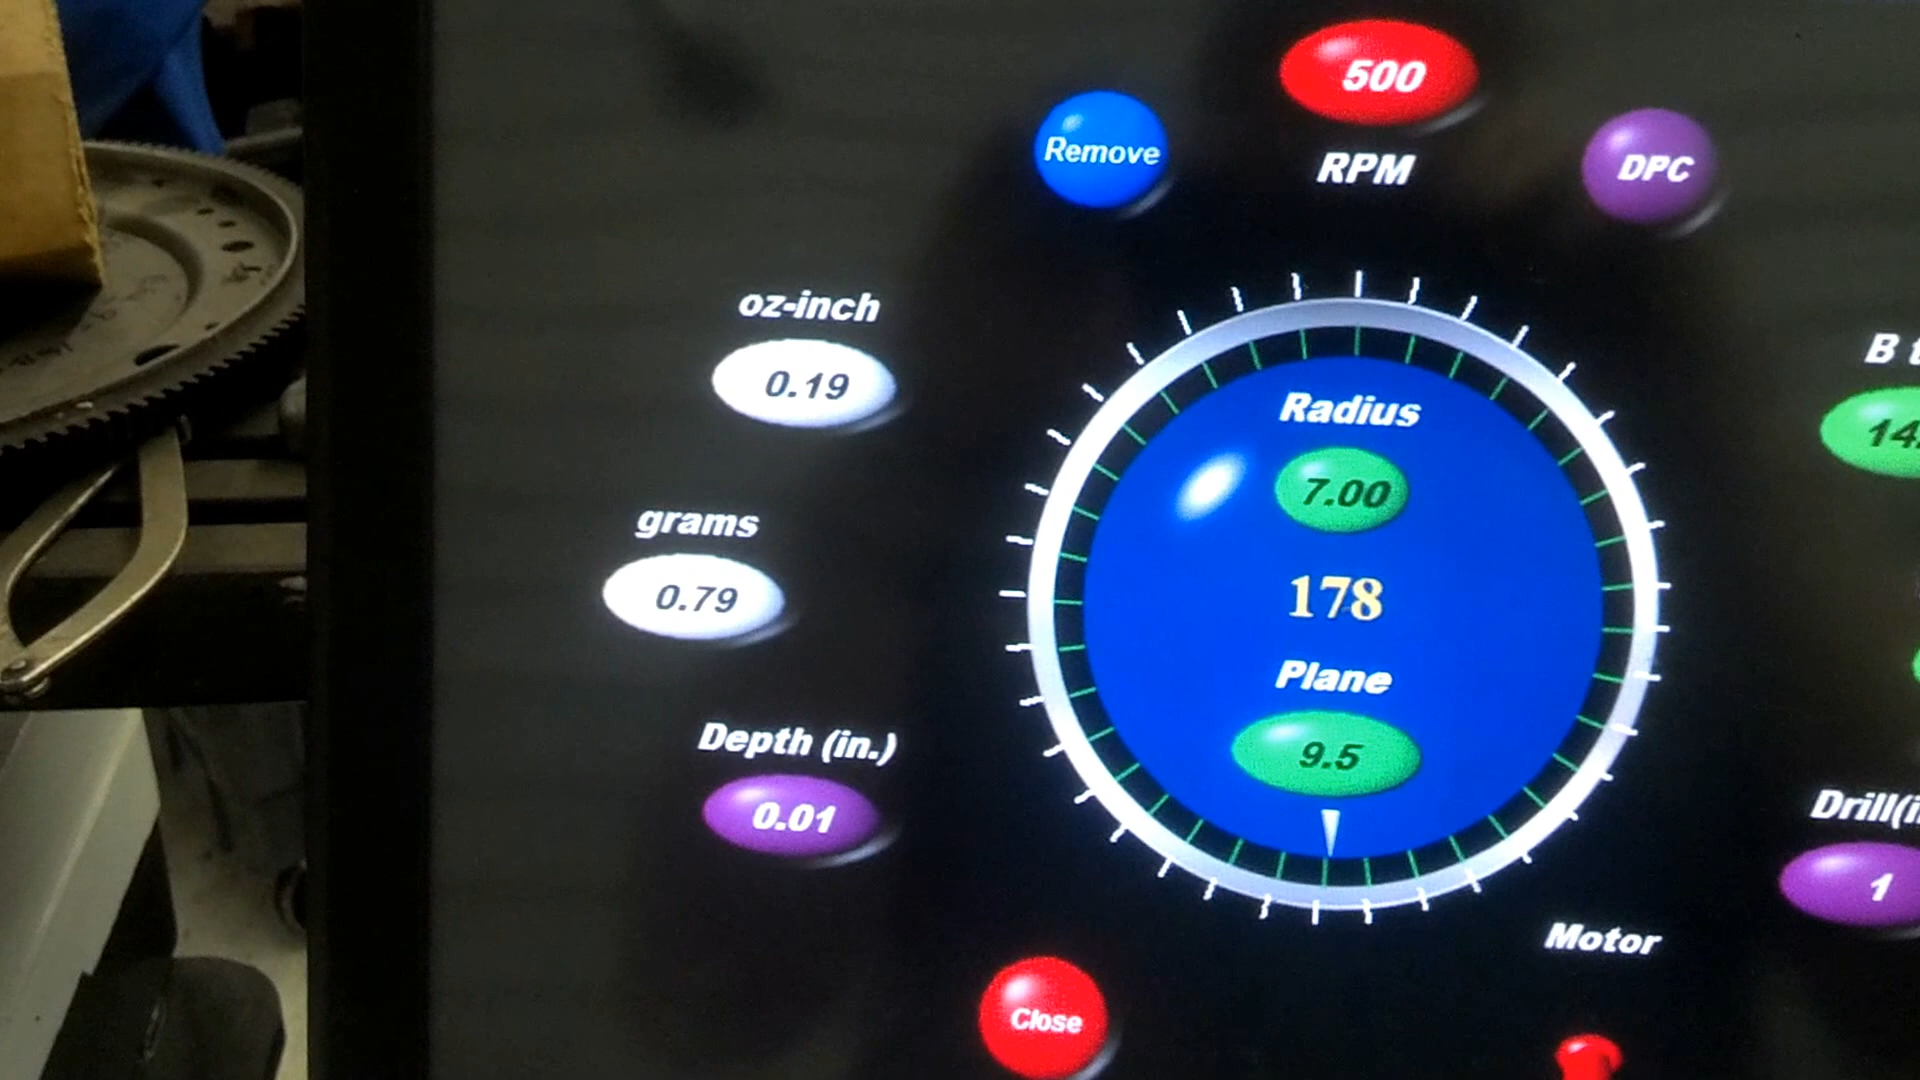 500
Remove
RPM
DPC
oz-inch
0.19
Radius
7.00
grams
0.79
178
Plane
9.5
Depth (in.)
0.01
1
Motor
Close